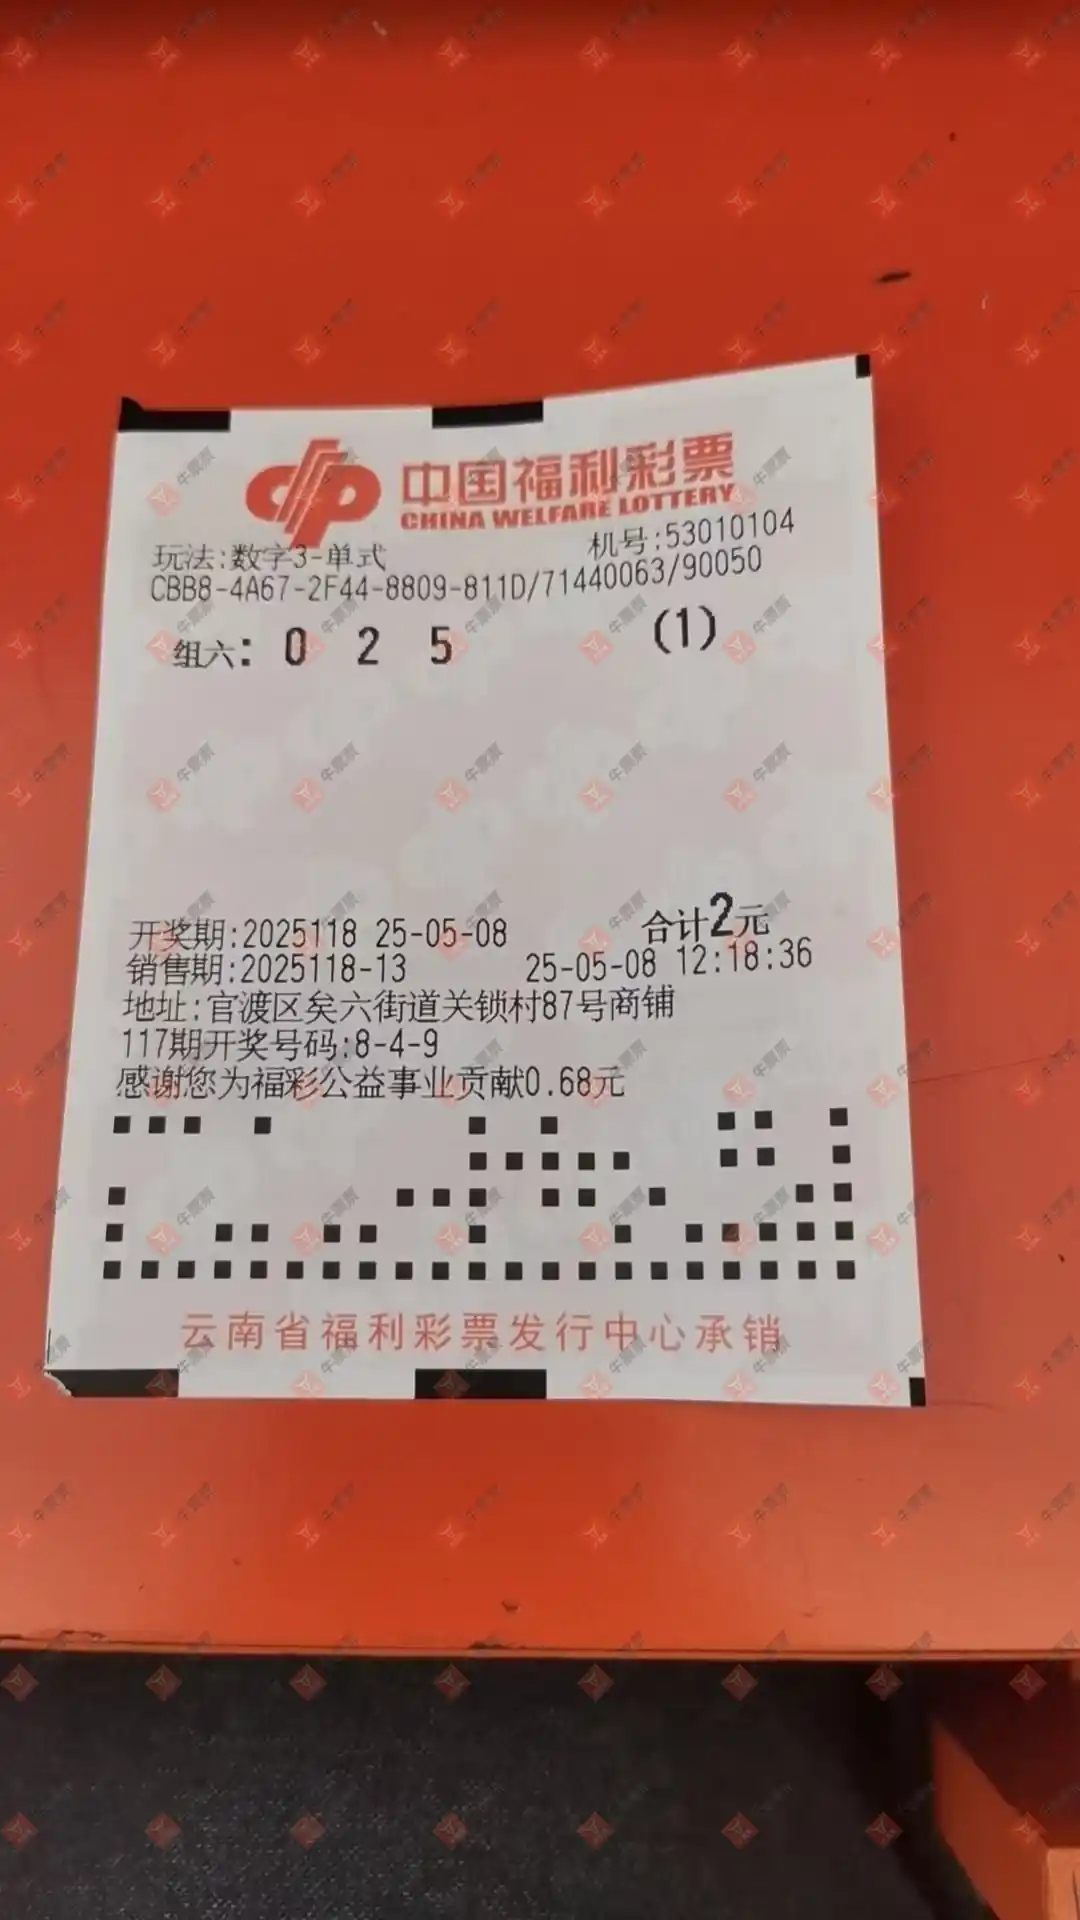 中国福利彩票
CHINA WELFARE LOTTERY
玩法:数字3-单式 机号:53010104
CBB8-4A67-2F44-8809-811D/71440063/90050
组六: 0 2 5 (1)
开奖期:2025118 25-05-08 合计2元
销售期:2025118-13 25-05-08 12:18:36
地址:官渡区矣六街道关锁村87号商铺
117期开奖号码:8-4-9
感谢您为福彩公益事业贡献0.68元
云南省福利彩票发行中心承销